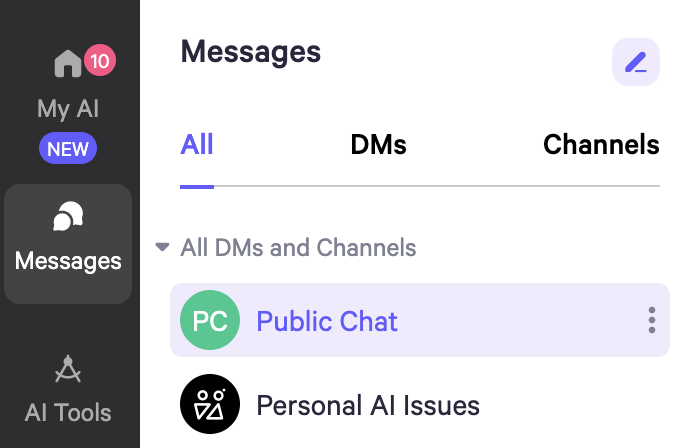 10
My AI
NEW
Messages
AI Tools
Messages
All DMs Channels
All DMs and Channels
PC Public Chat
Personal AI Issues